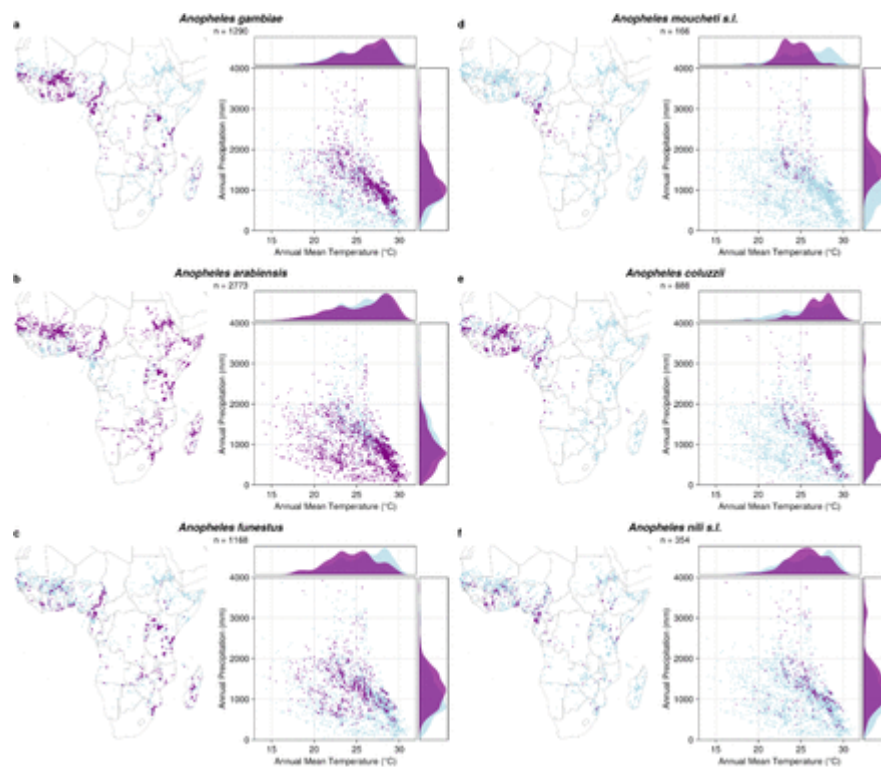 a
Anopheles gambiae
n = 1290
4000
3000
2000
1000
0
Annual Precipitation (mm)
15 20 25 30
Annual Mean Temperature (°C)
b
Anopheles arabiensis
n = 2773
4000
3000
2000
1000
0
Annual Precipitation (mm)
15 20 25 30
Annual Mean Temperature (°C)
c
Anopheles funestus
n = 1168
4000
3000
2000
1000
0
Annual Precipitation (mm)
15 20 25 30
Annual Mean Temperature (°C)
d
Anopheles moucheti s.l.
n = 166
4000
3000
2000
1000
0
Annual Precipitation (mm)
15 20 25 30
Annual Mean Temperature (°C)
e
Anopheles coluzzii
n = 888
4000
3000
2000
1000
0
Annual Precipitation (mm)
15 20 25 30
Annual Mean Temperature (°C)
f
Anopheles nili s.l.
n = 354
4000
3000
2000
1000
0
Annual Precipitation (mm)
15 20 25 30
Annual Mean Temperature (°C)